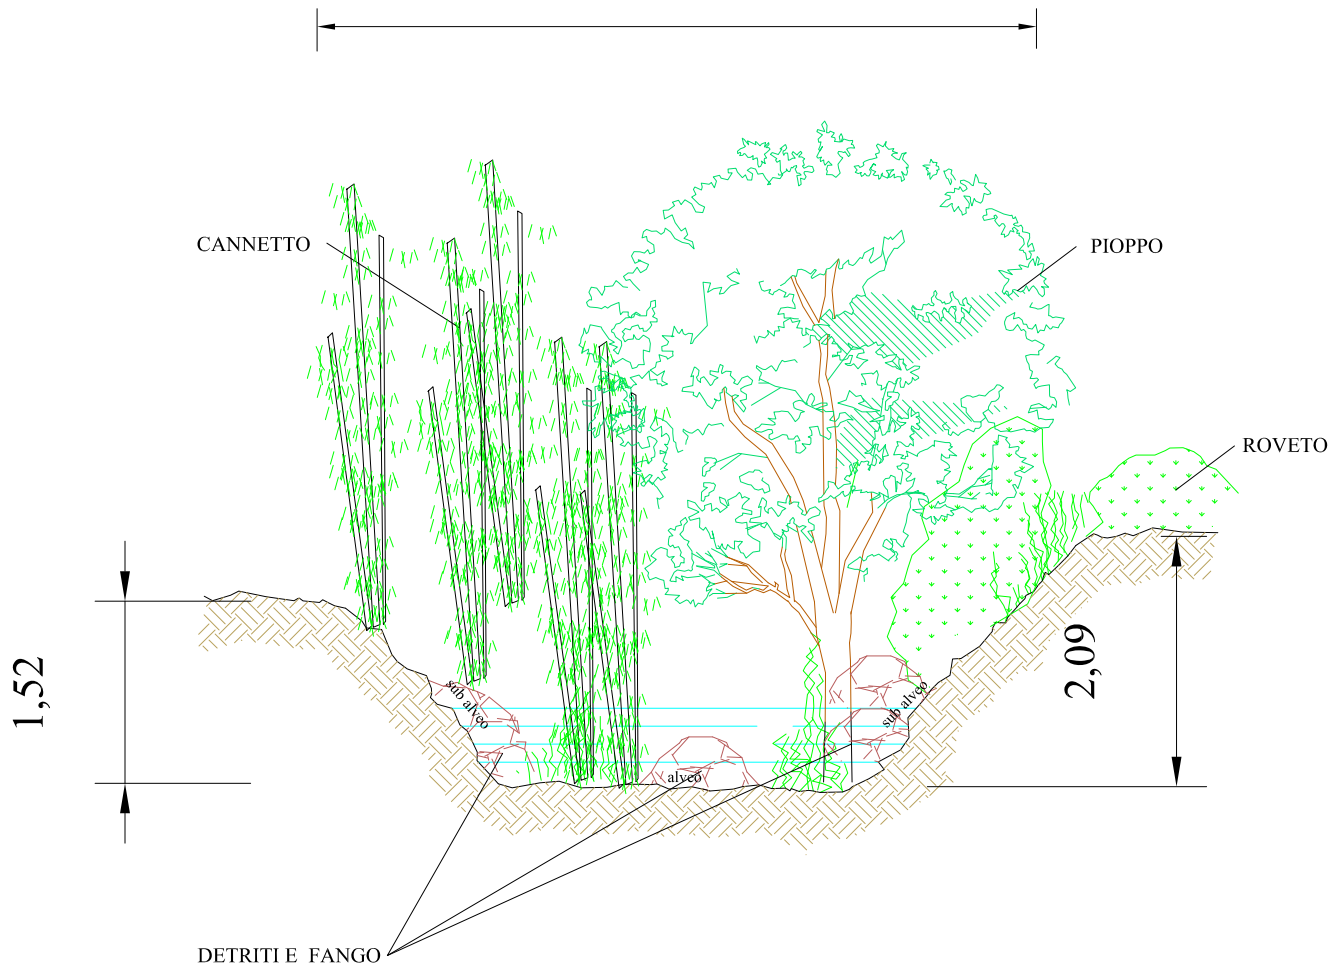 CANNETTO
PIOPPO
ROVETO
1,52
2,09
sub alveo
sub alveo
alveo
DETRITI E FANGO